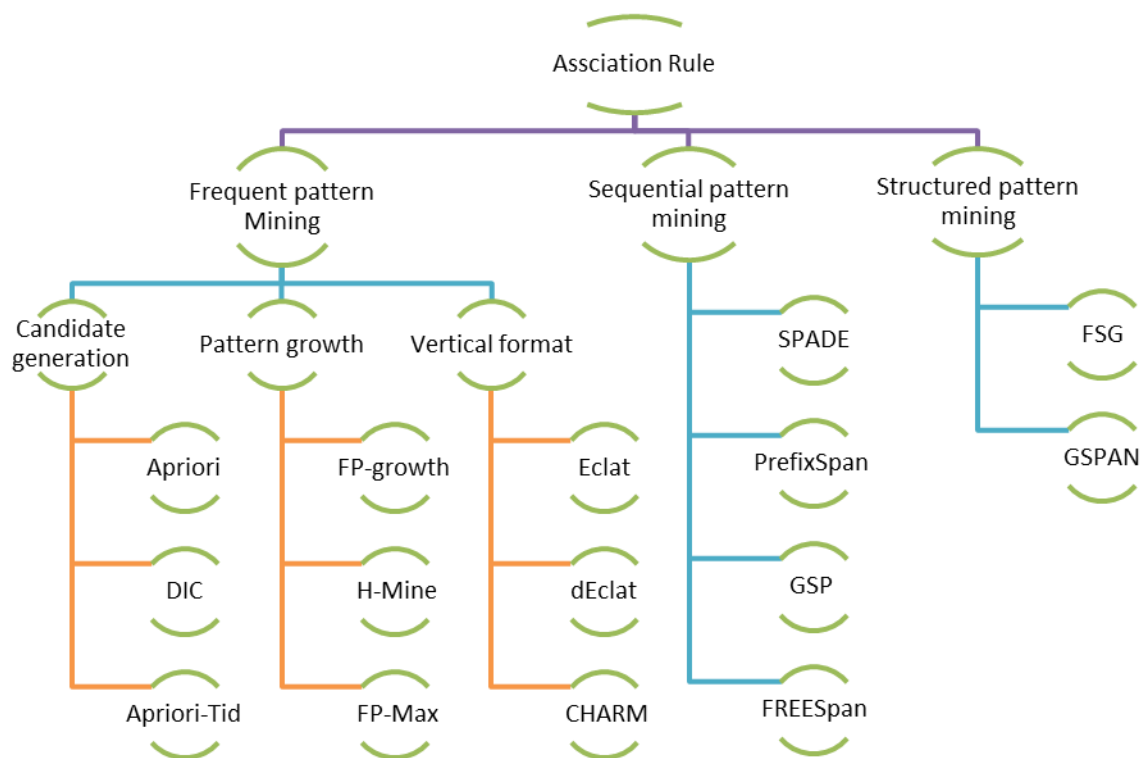 Assciation Rule
Frequent pattern
Mining
Sequential pattern
mining
Structured pattern
mining
Candidate
generation
Pattern growth
Vertical format
Apriori
DIC
Apriori-Tid
FP-growth
H-Mine
FP-Max
Eclat
dEclat
CHARM
SPADE
PrefixSpan
GSP
FREESpan
FSG
GSPAN